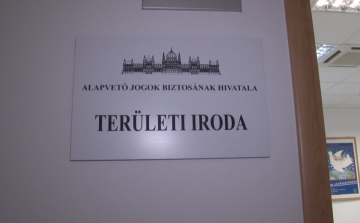 ALAPVETŐ JOGOK BIZTOSÁNAK HIVATALA
TERÜLETI IRODA